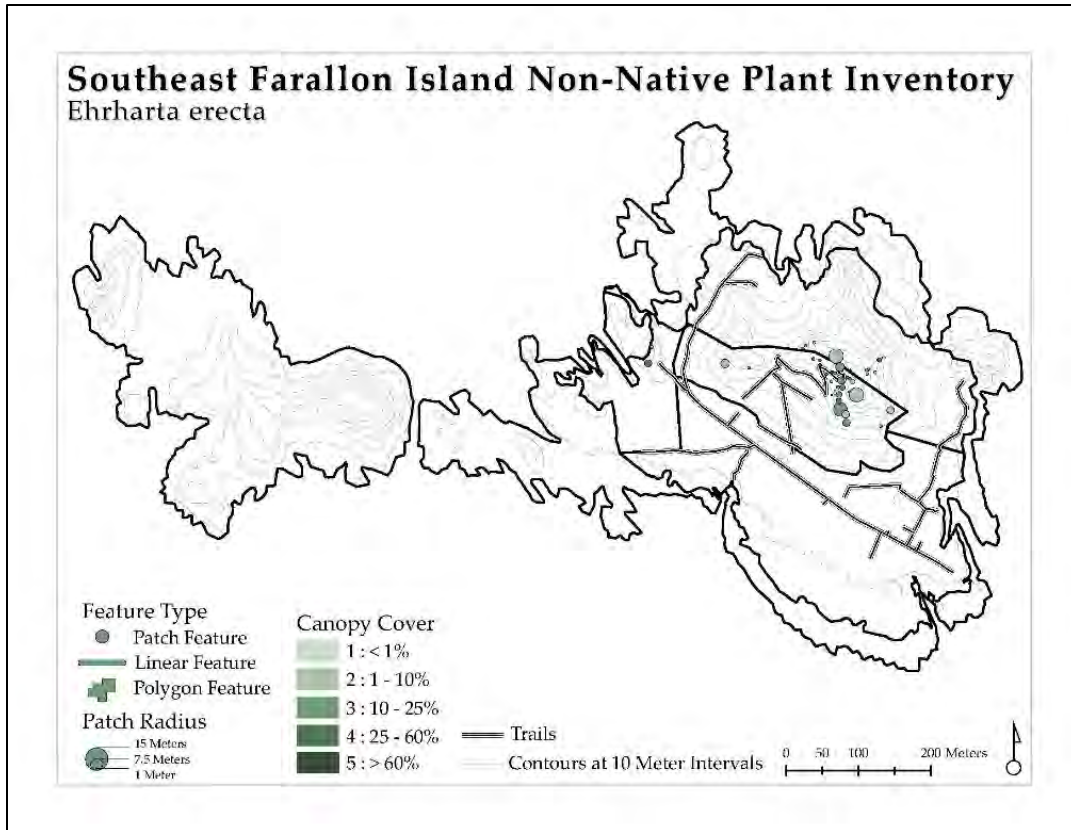 Southeast Farallon Island Non-Native Plant Inventory
Ehrharta erecta
Feature Type
Patch Feature
Linear Feature
Polygon Feature
Patch Radius
15 Meters
7.5 Meters
1 Meter
Canopy Cover
1 : < 1%
2 : 1 - 10%
3 : 10 - 25%
4 : 25 - 60%
5 : > 60%
Trails
Contours at 10 Meter Intervals
0 50 100 200 Meters